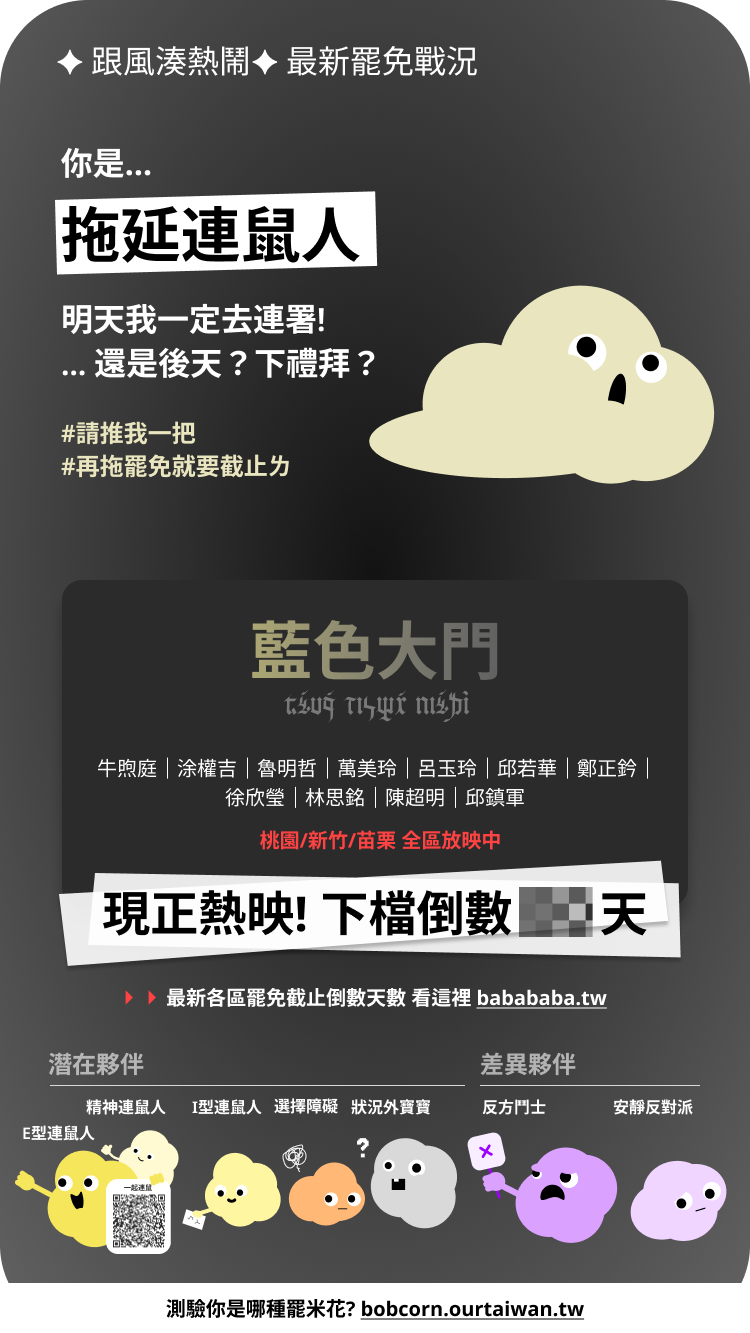 ✦ 跟風湊熱鬧✦ 最新罷免戰況
你是...
拖延連鼠人
明天我一定去連署!
... 還是後天？下禮拜？
#請推我一把
#再拖罷免就要截止ㄌ
藍色大門
牛煦庭｜涂權吉｜魯明哲｜萬美玲｜呂玉玲｜邱若華｜鄭正鈐｜
徐欣瑩｜林思銘｜陳超明｜邱鎮軍
桃園/新竹/苗栗 全區放映中
現正熱映! 下檔倒數 天
最新各區罷免截止倒數天數 看這裡 babababa.tw
潛在夥伴
差異夥伴
E型連鼠人
精神連鼠人
I型連鼠人
選擇障礙
狀況外寶寶
反方鬥士
安靜反對派
?
一起連鼠
測驗你是哪種罷米花? bobcorn.ourtaiwan.tw